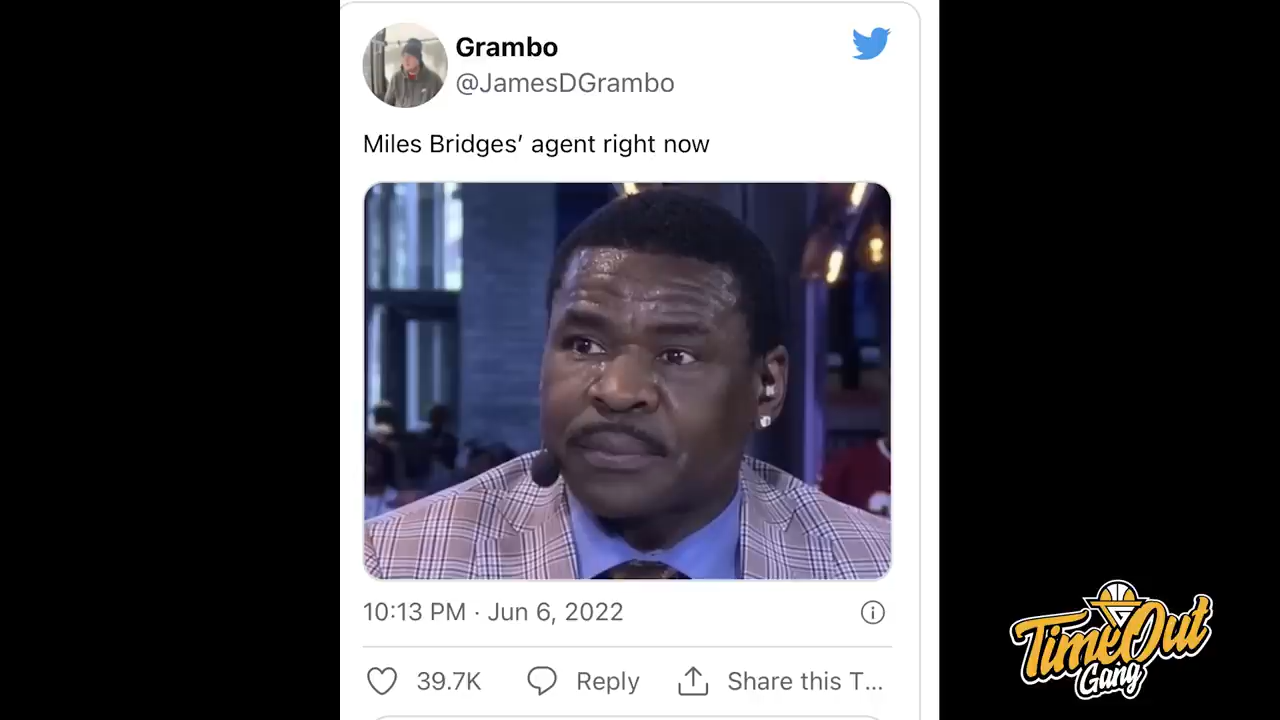 Grambo
@JamesDGrambo
Miles Bridges’ agent right now
10:13 PM · Jun 6, 2022
39.7K Reply Share this T...
TimeOut
Gang